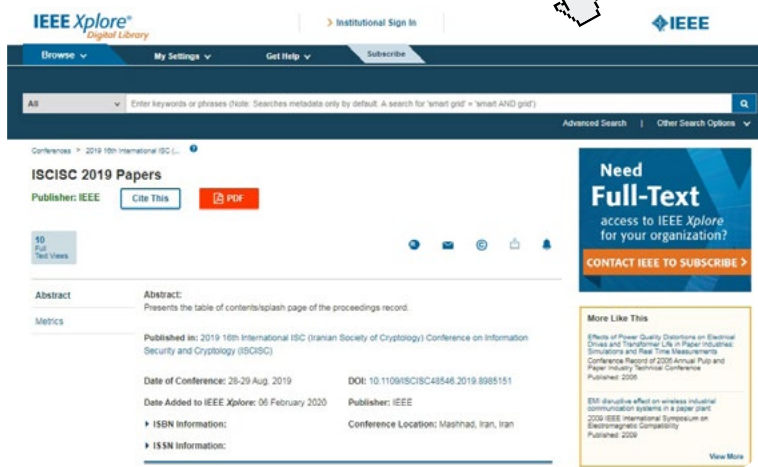 IEEE Xplore®
Digital Library
> Institutional Sign In
IEEE
Browse
My Settings
Get Help
Subscribe
All
Enter keywords or phrases (Note: Searches metadata only by default. A search for 'smart grid' = 'smart AND grid')
Advanced Search | Other Search Options
Conferences > 2019 16th International ISC (...
ISCISC 2019 Papers
Publisher: IEEE
Cite This
PDF
10
Full
Text Views
Abstract
Metrics
Abstract:
Presents the table of contents/splash page of the proceedings record.
Published in: 2019 16th International ISC (Iranian Society of Cryptology) Conference on Information
Security and Cryptology (ISCISC)
Date of Conference: 28-29 Aug. 2019
DOI: 10.1109/ISCISC48546.2019.8985151
Date Added to IEEE Xplore: 06 February 2020
Publisher: IEEE
ISBN Information:
Conference Location: Mashhad, Iran, Iran
ISSN Information:
Need
Full-Text
access to IEEE Xplore
for your organization?
CONTACT IEEE TO SUBSCRIBE >
More Like This
Effects of Power Quality Distortions on Electrical
Drives and Transformer Life in Paper Industries:
Simulations and Real Time Measurements
Conference Record of 2006 Annual Pulp and
Paper Industry Technical Conference
Published: 2006
EMI disruptive effect on wireless industrial
communication systems in a paper plant
2009 IEEE International Symposium on
Electromagnetic Compatibility
Published: 2009
View More